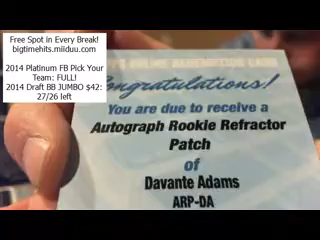 Free Spot in Every Break!
bigtimehits.miiduu.com
2014 Platinum FB Pick Your
Team: FULL!
2014 Draft BB JUMBO $42:
27/26 left
Congratulations!
You are due to receive a
Autograph Rookie Refractor
Patch
of
Davante Adams
ARP-DA